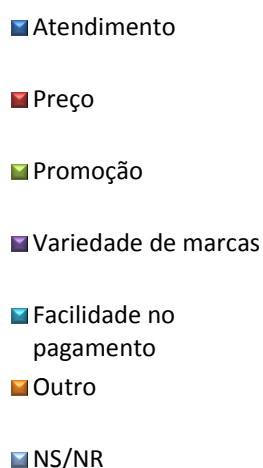 Atendimento
Preço
Promoção
Variedade de marcas
Facilidade no
pagamento
Outro
NS/NR